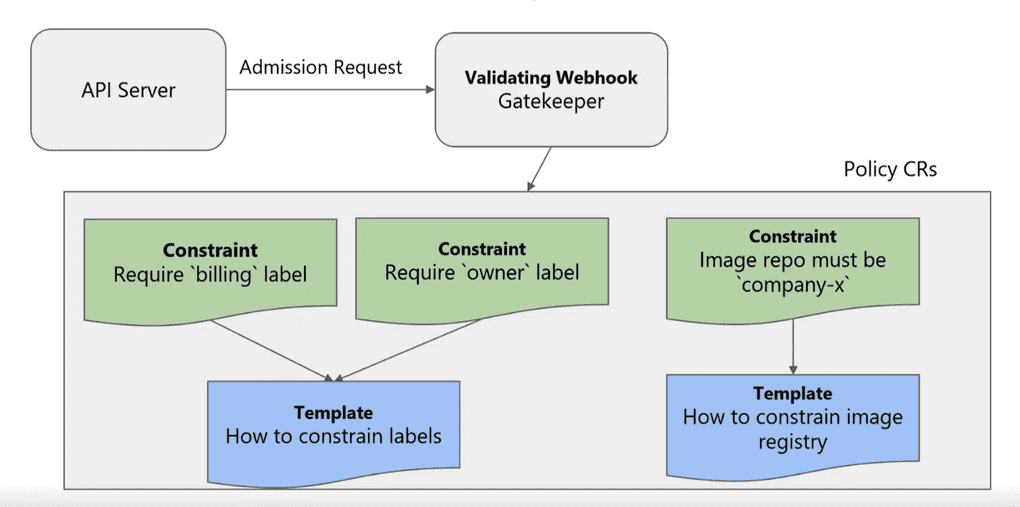 API Server
Admission Request
Validating Webhook
Gatekeeper
Policy CRs
Constraint
Require `billing` label
Constraint
Require `owner` label
Constraint
Image repo must be
`company-x`
Template
How to constrain labels
Template
How to constrain image
registry